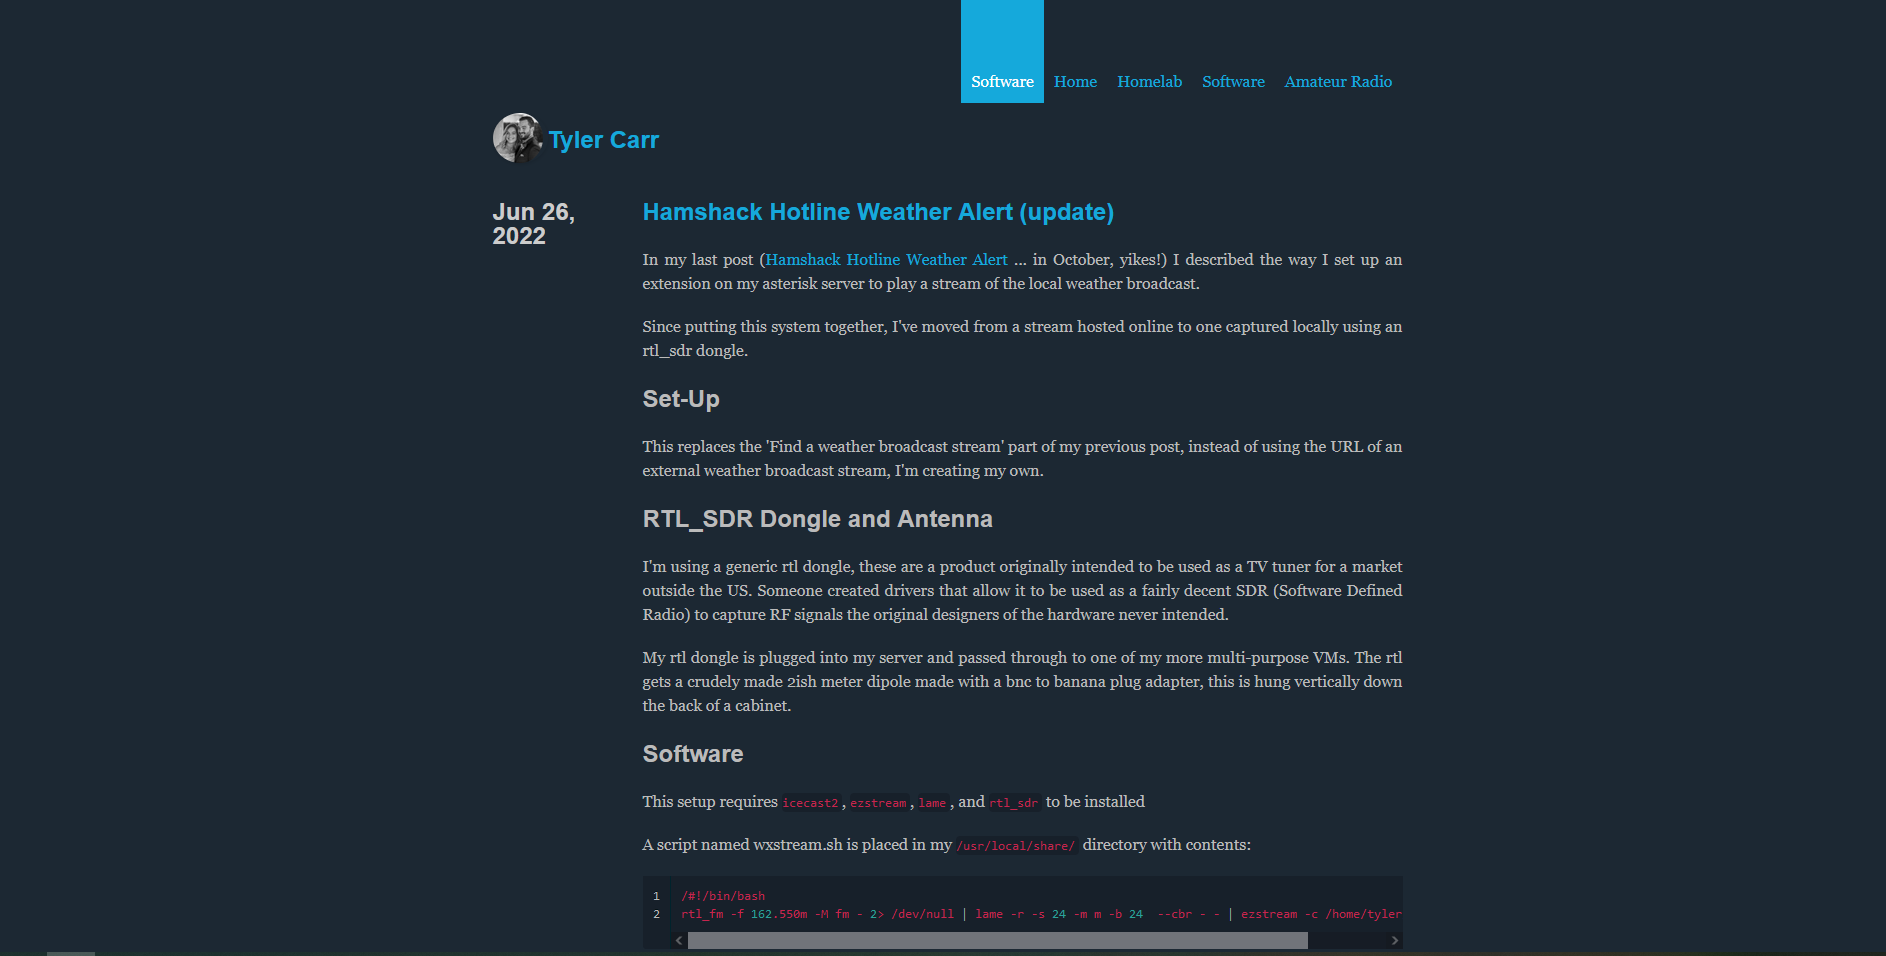 Software Home Homelab Software Amateur Radio
Tyler Carr
Jun 26,
2022
Hamshack Hotline Weather Alert (update)
In my last post (Hamshack Hotline Weather Alert ... in October, yikes!) I described the way I set up an
extension on my asterisk server to play a stream of the local weather broadcast.
Since putting this system together, I've moved from a stream hosted online to one captured locally using an
rtl_sdr dongle.
Set-Up
This replaces the 'Find a weather broadcast stream' part of my previous post, instead of using the URL of an
external weather broadcast stream, I'm creating my own.
RTL_SDR Dongle and Antenna
I'm using a generic rtl dongle, these are a product originally intended to be used as a TV tuner for a market
outside the US. Someone created drivers that allow it to be used as a fairly decent SDR (Software Defined
Radio) to capture RF signals the original designers of the hardware never intended.
My rtl dongle is plugged into my server and passed through to one of my more multi-purpose VMs. The rtl
gets a crudely made 2ish meter dipole made with a bnc to banana plug adapter, this is hung vertically down
the back of a cabinet.
Software
This setup requires icecast2, ezstream, lame, and rtl_sdr to be installed
A script named wxstream.sh is placed in my /usr/local/share/ directory with contents:
1 /#!/bin/bash
2 rtl_fm -f 162.550m -M fm - 2> /dev/null | lame -r -s 24 -m m -b 24  --cbr - - | ezstream -c /home/tyler